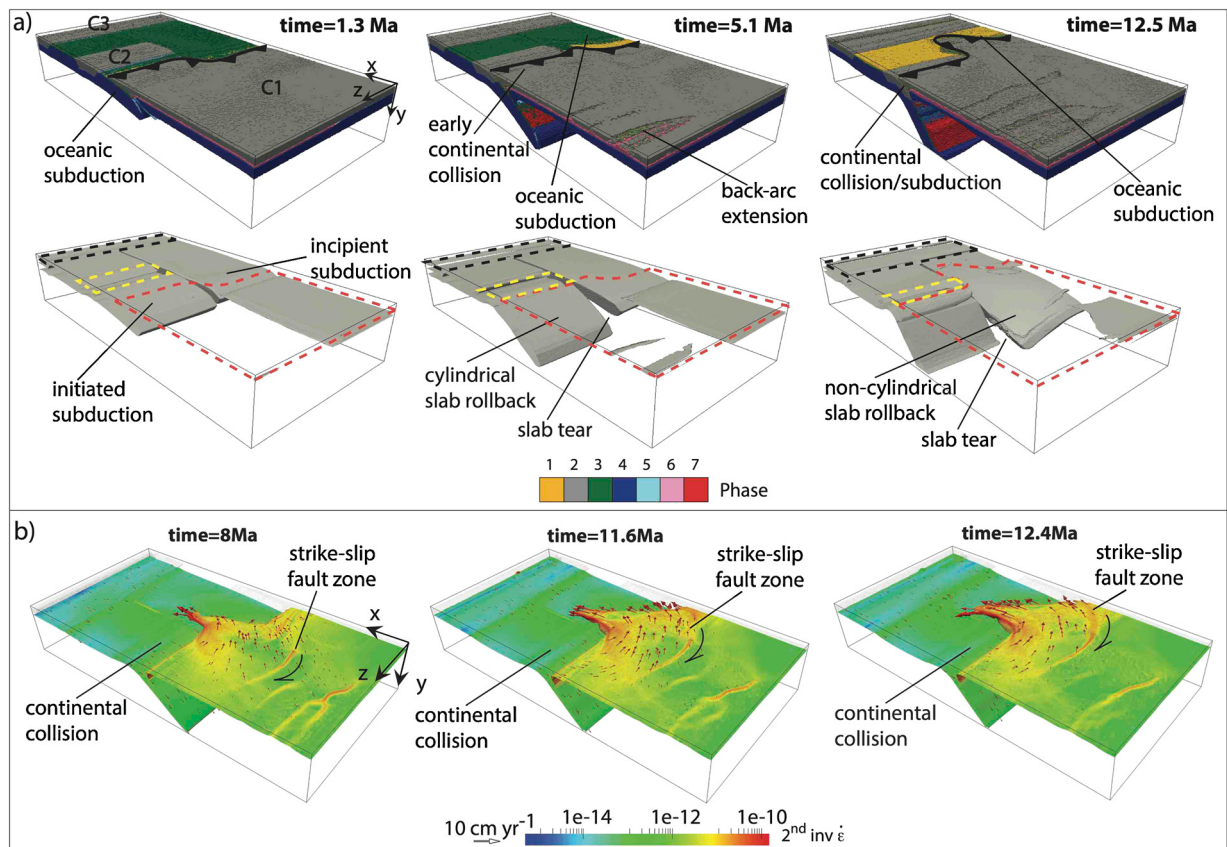 a)
time=1.3 Ma
time=5.1 Ma
time=12.5 Ma
C3
C2
C1
x
z
y
oceanic
subduction
early
continental
collision
oceanic
subduction
back-arc
extension
continental
collision/subduction
oceanic
subduction
incipient
subduction
initiated
subduction
cylindrical
slab rollback
slab tear
non-cylindrical
slab rollback
slab tear
1 2 3 4 5 6 7
Phase
b)
time=8Ma
time=11.6Ma
time=12.4Ma
strike-slip
fault zone
x
z
y
continental
collision
strike-slip
fault zone
continental
collision
strike-slip
fault zone
continental
collision
10 cm yr-1
1e-14 1e-12 1e-10
2nd inv ε̇